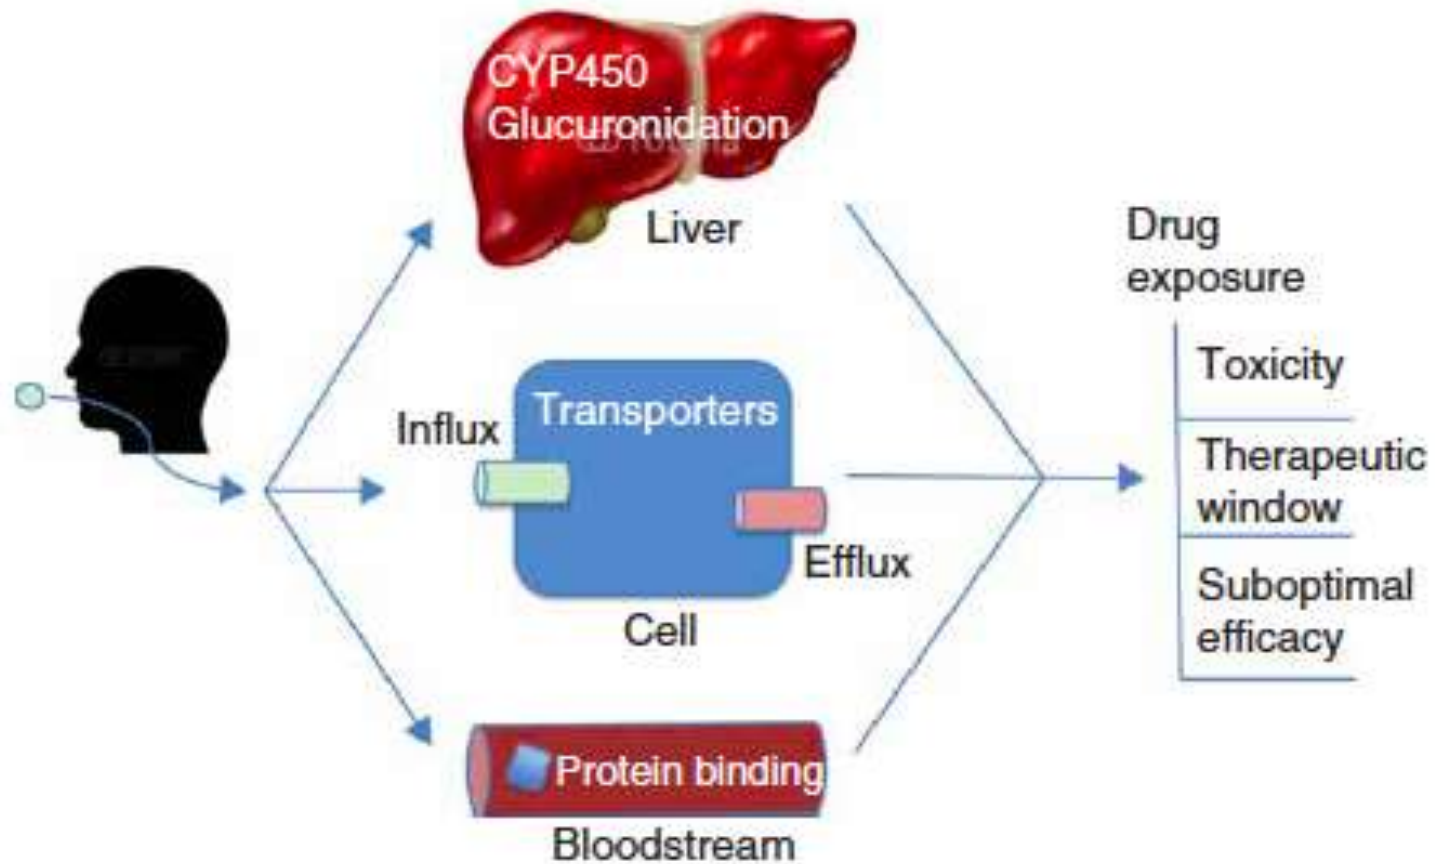 CYP450
Glucuronidation
Liver
Drug
exposure
Toxicity
Influx
Transporters
Therapeutic
window
Efflux
Suboptimal
efficacy
Cell
Protein binding
Bloodstream